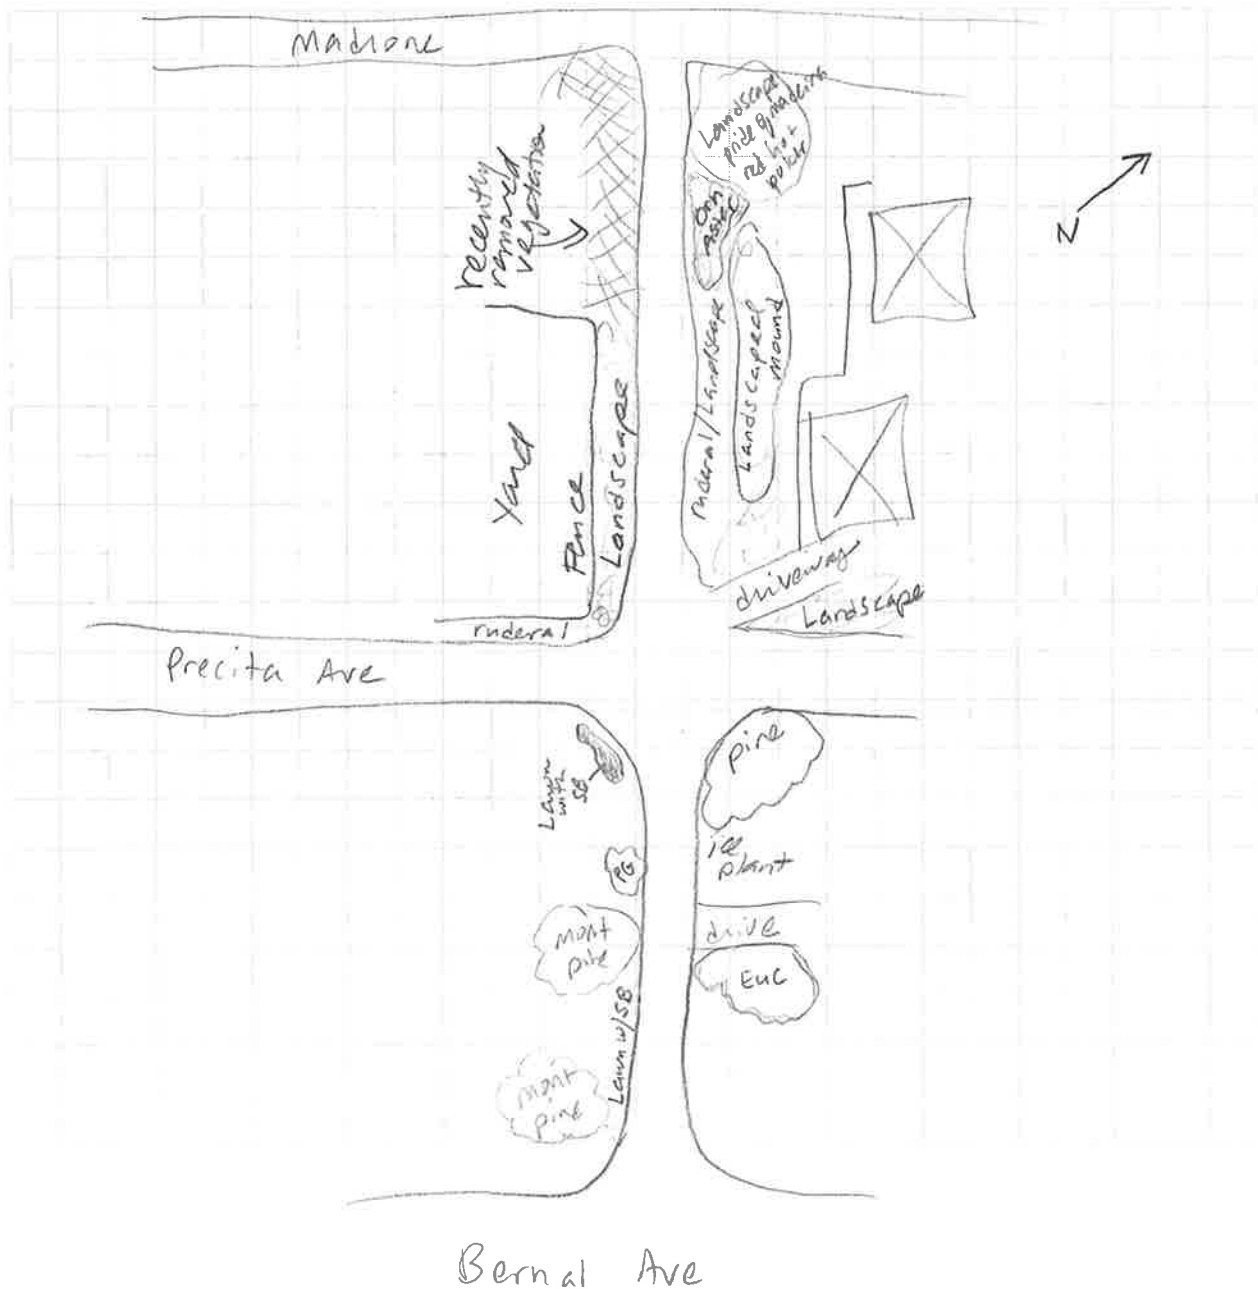 Madrone
Landscape
pride of madeira
red hot
poker
recently
removed
vegetation
Orn
aster
N
ruderal/Landscape
Landscaped
mound
Yard
Fence
Landscape
driveway
Landscape
ruderal
Precita Ave
Lawn
with
SB
pine
PG
ice
plant
Mont
pine
drive
Euc
Lawn w/SB
Mont
pine
Bernal Ave